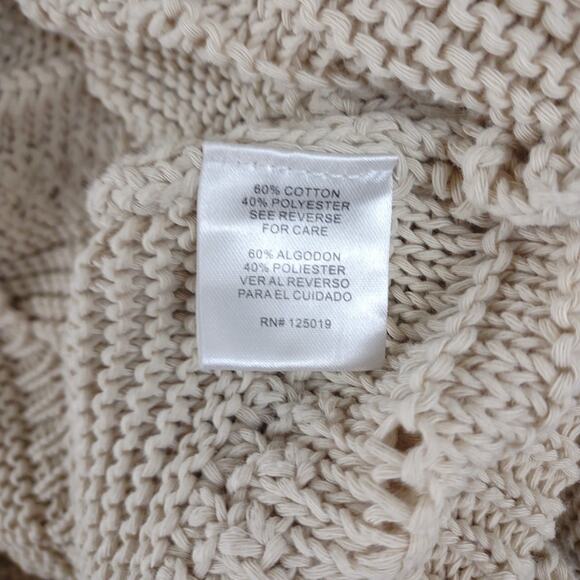 60% COTTON
40% POLYESTER
SEE REVERSE
FOR CARE
60% ALGODON
40% POLIESTER
VER AL REVERSO
PARA EL CUIDADO
RN# 125019